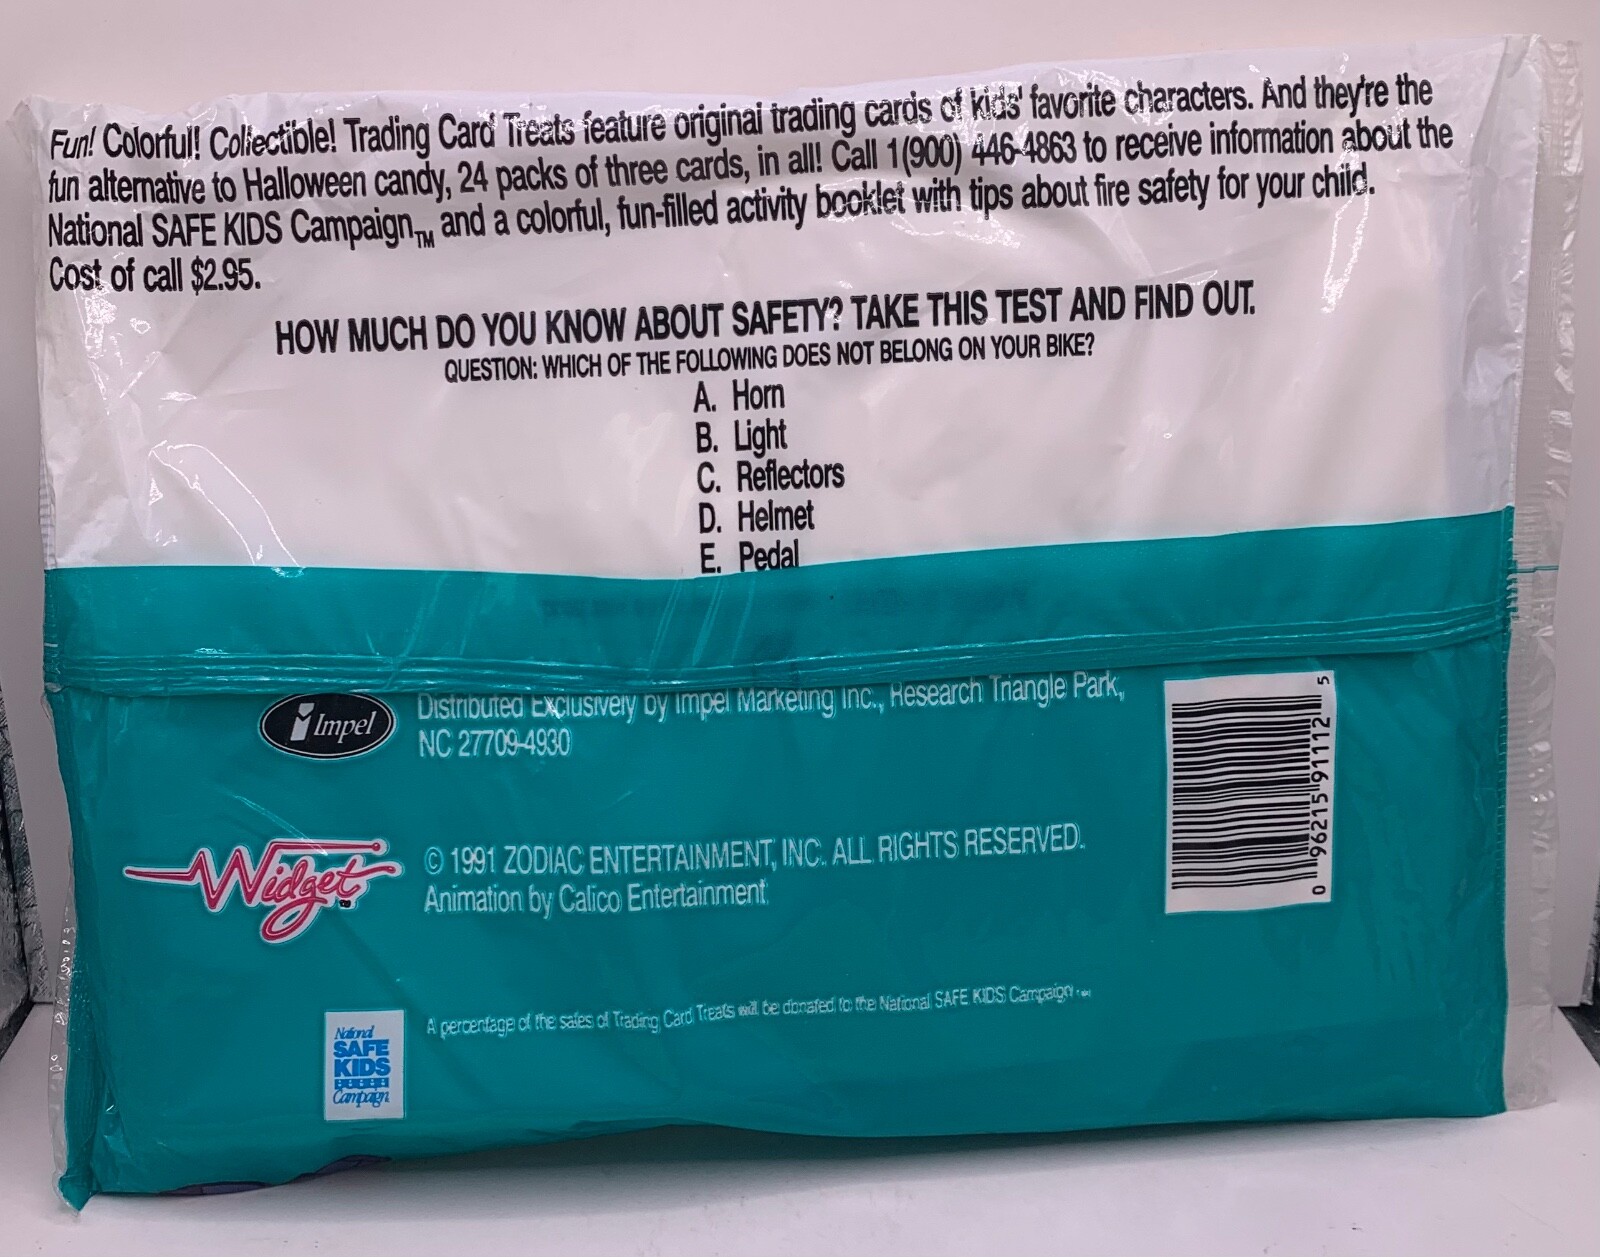 Fun! Colorful! Collectible! Trading Card Treats feature original trading cards of kids' favorite characters. And they're the
fun alternative to Halloween candy, 24 packs of three cards, in all! Call 1(900) 446-4863 to receive information about the
National SAFE KIDS Campaign™ and a colorful, fun-filled activity booklet with tips about fire safety for your child.
Cost of call $2.95.
HOW MUCH DO YOU KNOW ABOUT SAFETY? TAKE THIS TEST AND FIND OUT.
QUESTION: WHICH OF THE FOLLOWING DOES NOT BELONG ON YOUR BIKE?
A. Horn
B. Light
C. Reflectors
D. Helmet
E. Pedal
Impel
Distributed Exclusively by Impel Marketing Inc., Research Triangle Park,
NC 27709-4930
0 96215 91112 5
Widget
© 1991 ZODIAC ENTERTAINMENT, INC. ALL RIGHTS RESERVED.
Animation by Calico Entertainment
A percentage of the sales of Trading Card Treats will be donated to the National SAFE KIDS Campaign
National
SAFE
KIDS
Campaign